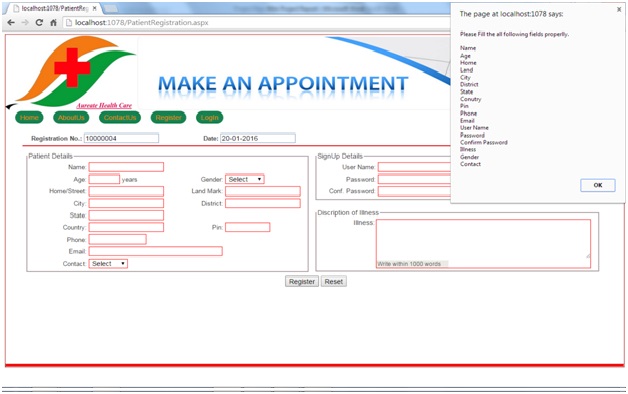 localhost:1078/PatientReg
localhost:1078/PatientRegistration.aspx
Aureate Health Care
MAKE AN APPOINTMENT
Home AboutUs ContactUs Register Login
Registration No.: 10000004 Date: 20-01-2016
Patient Details
Name:
Age: years Gender: Select
Home/Street: Land Mark:
City: District:
State:
Country: Pin:
Phone:
Email:
Contact: Select
SignUp Details
User Name:
Password:
Conf. Password:
Discription of Illness
Illness:
Write within 1000 words
Register Reset
The page at localhost:1078 says:
Please Fill the all following fields properlly.
Name
Age
Home
Land
City
District
State
Conutry
Pin
Phone
Email
User Name
Password
Confirm Password
Illness
Gender
Contact
OK